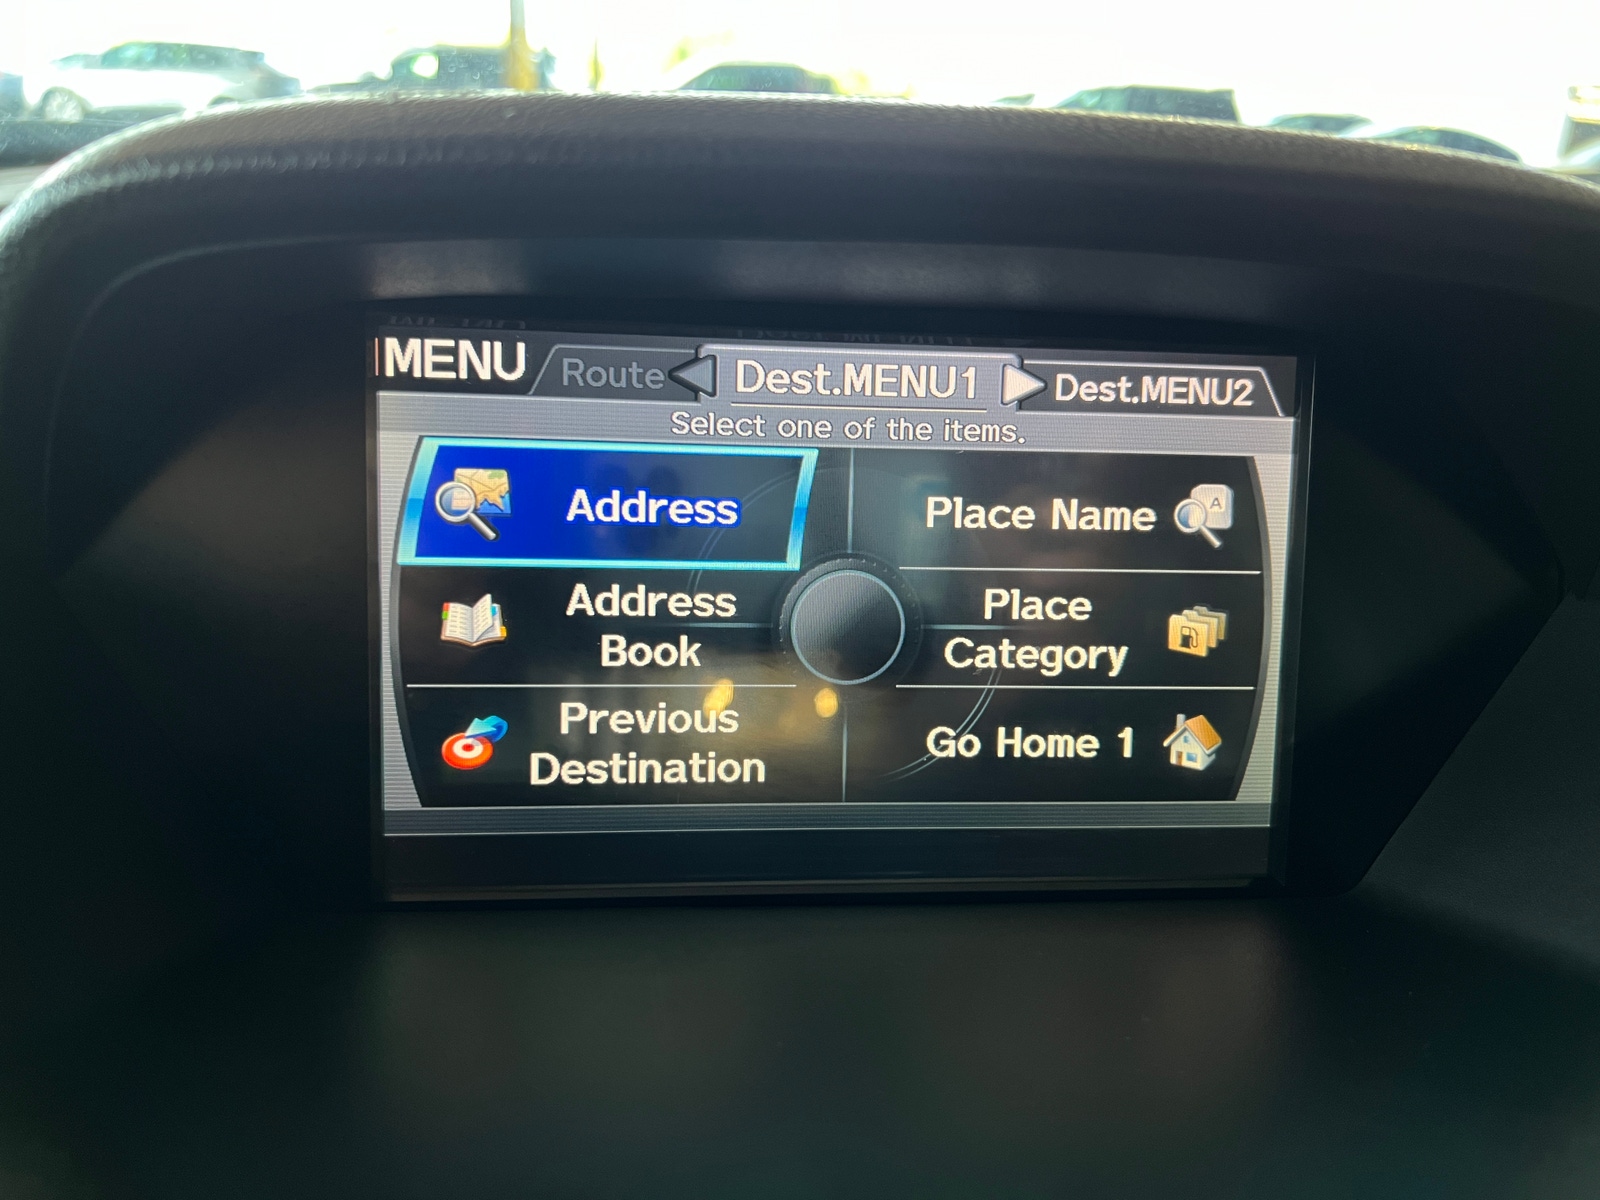 MENU Route Dest.MENU1 Dest.MENU2
Select one of the items.
Address
Place Name
A
Address
Book
Place
Category
Previous
Destination
Go Home 1